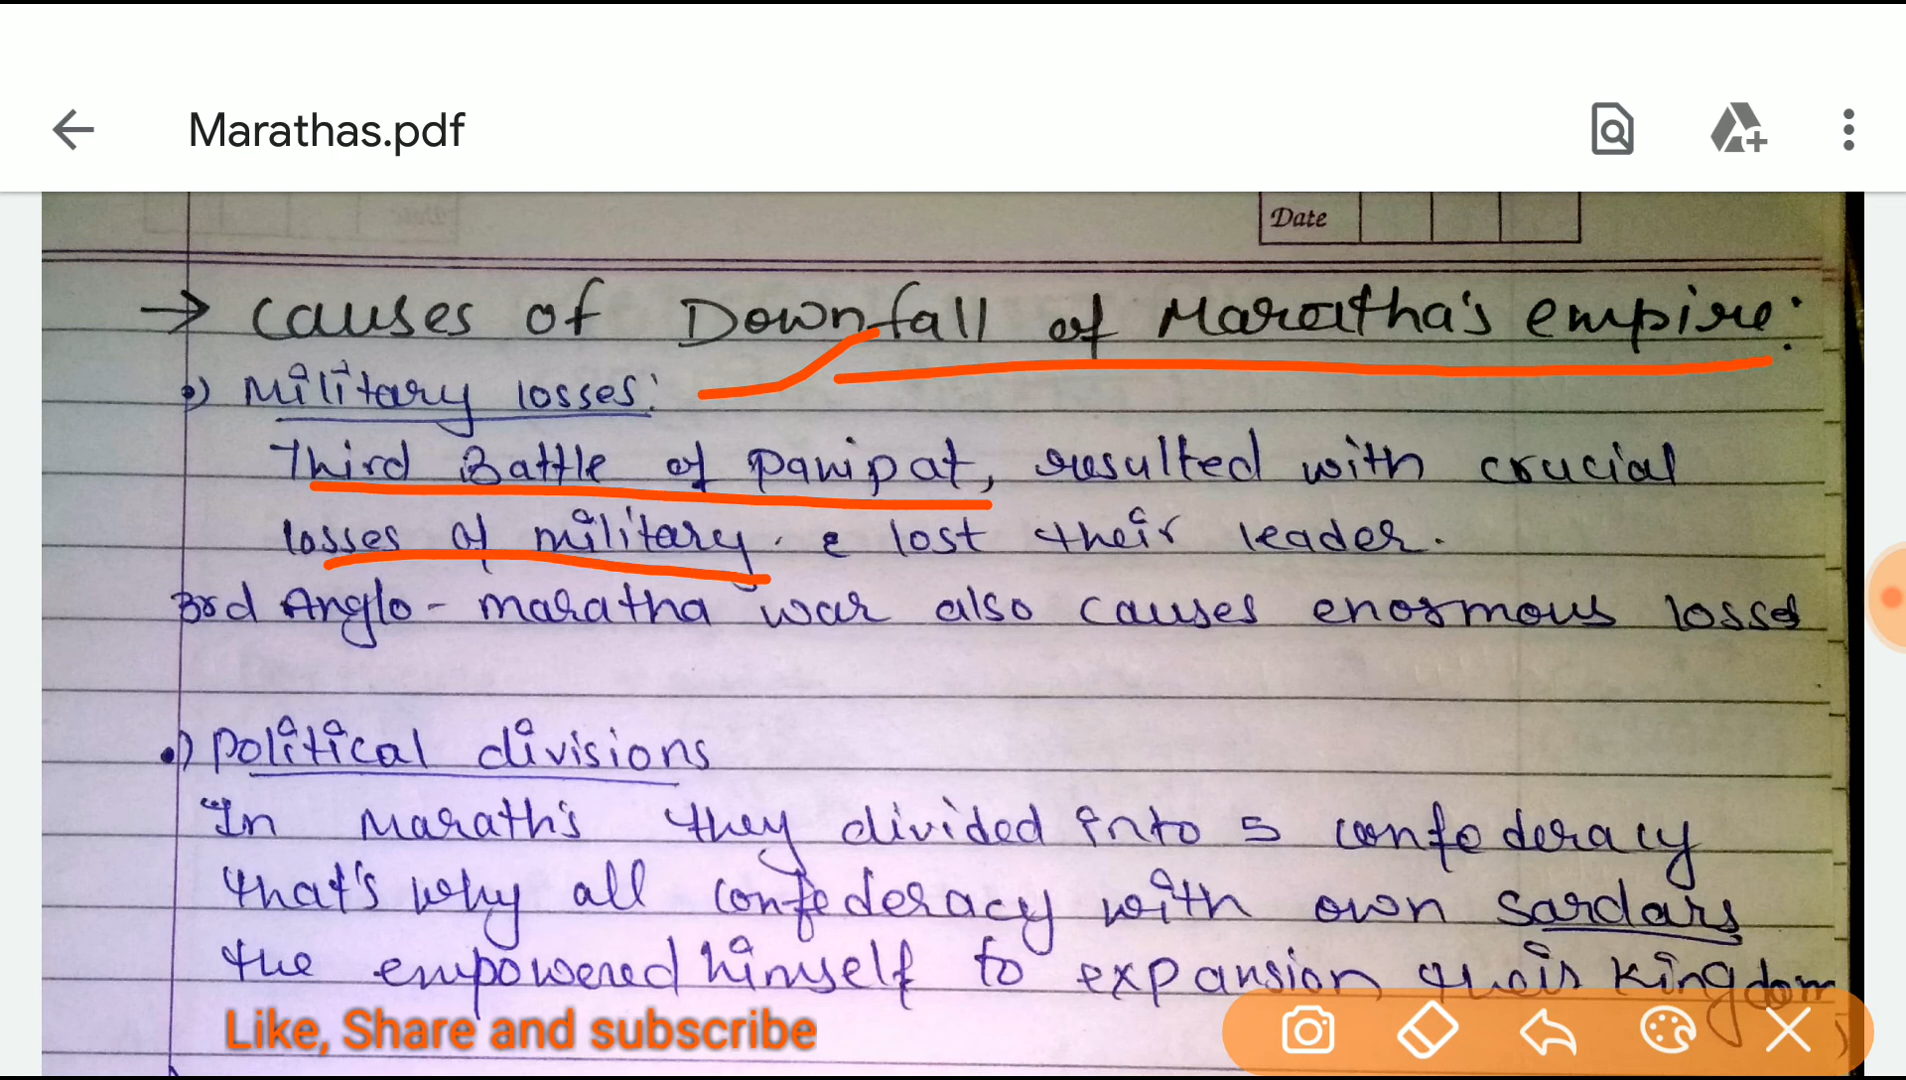 Marathas.pdf
Date
→ causes of Downfall of Maratha's empire:
•) Military losses:
Third Battle of panipat, resulted with crucial
losses of military. & lost their leader.
3rd Anglo-maratha war also causes enormous losses
•) political divisions
In Marath's they divided into 5 confederacy
that's why all confederacy with own sardars
the empowered himself to expansion their kingdom
Like, Share and subscribe